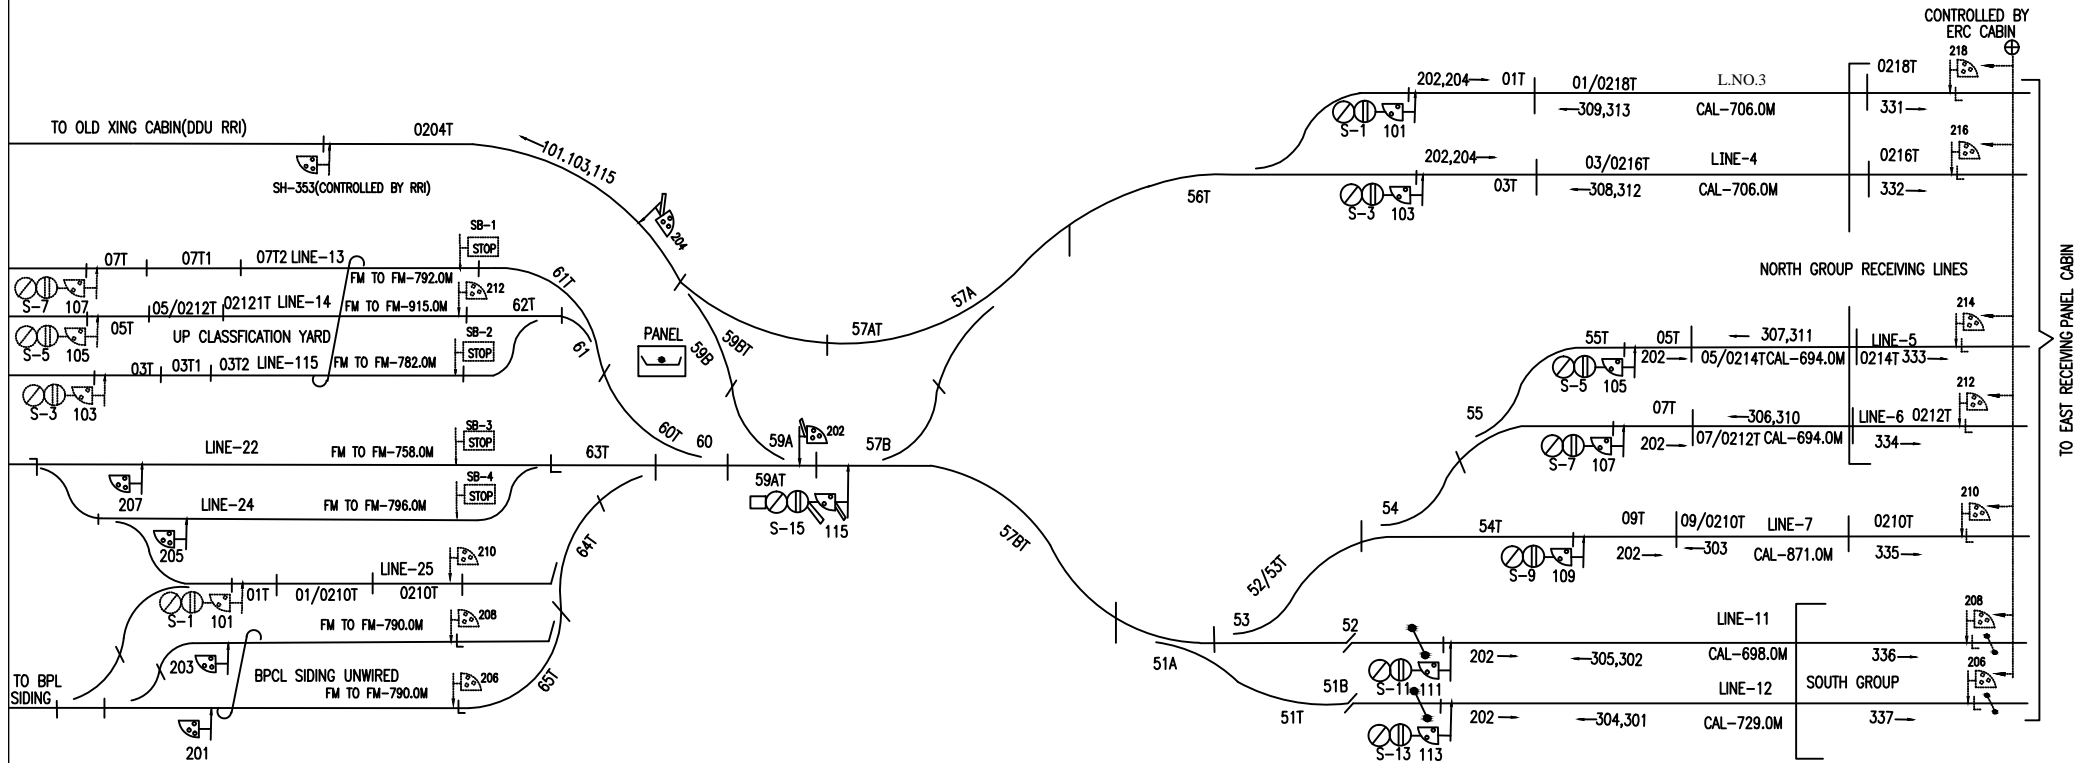 CONTROLLED BY
ERC CABIN
218
202,204
01T
01/0218T
L.NO.3
0218T
S-1
101
309,313
CAL-706.0M
331
216
202,204
03/0216T
LINE-4
0216T
03T
S-3
103
308,312
CAL-706.0M
332
TO OLD XING CABIN(DDU RRI)
0204T
101.103,115
SH-353(CONTROLLED BY RRI)
204
56T
NORTH GROUP RECEIVING LINES
SB-1
STOP
07T
07T1
07T2 LINE-13
FM TO FM-792.0M
S-7
107
61T
212
05/0212T
02121T LINE-14
FM TO FM-915.0M
62T
05T
S-5
105
UP CLASSFICATION YARD
SB-2
STOP
61
03T
03T1
03T2 LINE-115
FM TO FM-782.0M
S-3
103
PANEL
59B
59BT
57AT
57A
214
55T
05T
307,311
LINE-5
202
05/0214TCAL-694.0M
0214T 333
S-5
105
212
55
07T
306,310
LINE-6
0212T
202
07/0212T CAL-694.0M
334
S-7
107
TO EAST RECEIVING PANEL CABIN
SB-3
STOP
LINE-22
FM TO FM-758.0M
63T
60T
60
59A
202
57B
59AT
S-15
115
207
SB-4
STOP
LINE-24
FM TO FM-796.0M
205
64T
57BT
54
210
54T
09T
09/0210T
LINE-7
0210T
202
303
CAL-871.0M
335
S-9
109
210
LINE-25
01T
01/0210T
0210T
S-1
101
52/53T
53
208
FM TO FM-790.0M
203
52
LINE-11
208
202
305,302
CAL-698.0M
336
S-11
111
51A
TO BPL
SIDING
BPCL SIDING UNWIRED
FM TO FM-790.0M
206
65T
201
51B
51T
LINE-12
SOUTH GROUP
206
202
304,301
CAL-729.0M
337
S-13
113